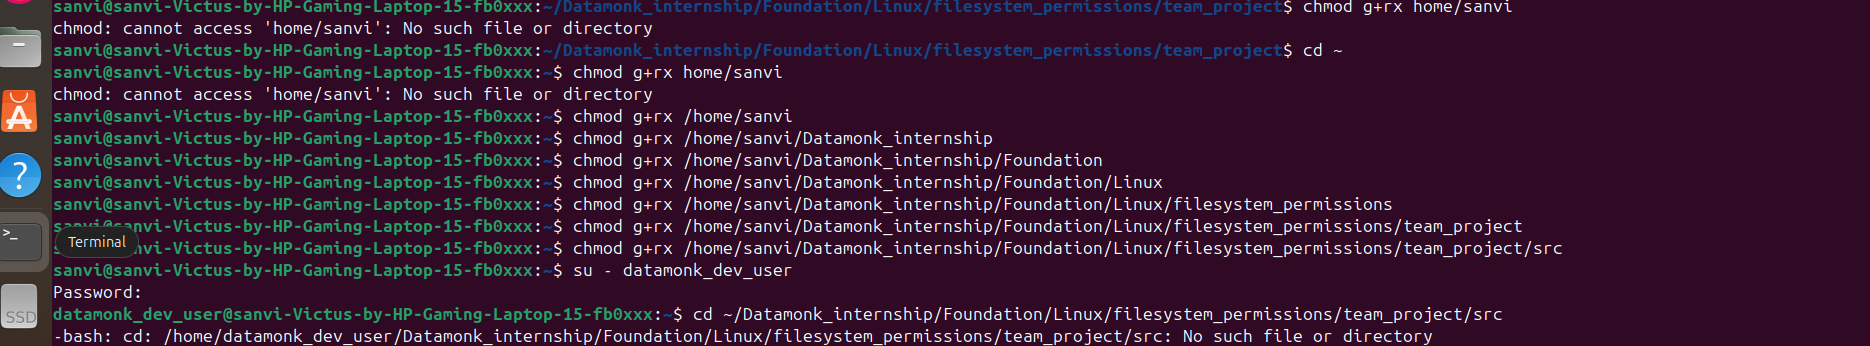 sanvi@sanvi-Victus-by-HP-Gaming-Laptop-15-fb0xxx:~/Datamonk_internship/Foundation/Linux/filesystem_permissions/team_project$ chmod g+rx home/sanvi
chmod: cannot access 'home/sanvi': No such file or directory
sanvi@sanvi-Victus-by-HP-Gaming-Laptop-15-fb0xxx:~/Datamonk_internship/Foundation/Linux/filesystem_permissions/team_project$ cd ~
sanvi@sanvi-Victus-by-HP-Gaming-Laptop-15-fb0xxx:~$ chmod g+rx home/sanvi
chmod: cannot access 'home/sanvi': No such file or directory
sanvi@sanvi-Victus-by-HP-Gaming-Laptop-15-fb0xxx:~$ chmod g+rx /home/sanvi
sanvi@sanvi-Victus-by-HP-Gaming-Laptop-15-fb0xxx:~$ chmod g+rx /home/sanvi/Datamonk_internship
sanvi@sanvi-Victus-by-HP-Gaming-Laptop-15-fb0xxx:~$ chmod g+rx /home/sanvi/Datamonk_internship/Foundation
sanvi@sanvi-Victus-by-HP-Gaming-Laptop-15-fb0xxx:~$ chmod g+rx /home/sanvi/Datamonk_internship/Foundation/Linux
sanvi@sanvi-Victus-by-HP-Gaming-Laptop-15-fb0xxx:~$ chmod g+rx /home/sanvi/Datamonk_internship/Foundation/Linux/filesystem_permissions
sanvi@sanvi-Victus-by-HP-Gaming-Laptop-15-fb0xxx:~$ chmod g+rx /home/sanvi/Datamonk_internship/Foundation/Linux/filesystem_permissions/team_project
Terminal
sanvi@sanvi-Victus-by-HP-Gaming-Laptop-15-fb0xxx:~$ chmod g+rx /home/sanvi/Datamonk_internship/Foundation/Linux/filesystem_permissions/team_project/src
sanvi@sanvi-Victus-by-HP-Gaming-Laptop-15-fb0xxx:~$ su - datamonk_dev_user
Password:
datamonk_dev_user@sanvi-Victus-by-HP-Gaming-Laptop-15-fb0xxx:~$ cd ~/Datamonk_internship/Foundation/Linux/filesystem_permissions/team_project/src
SSD
-bash: cd: /home/datamonk_dev_user/Datamonk_internship/Foundation/Linux/filesystem_permissions/team_project/src: No such file or directory